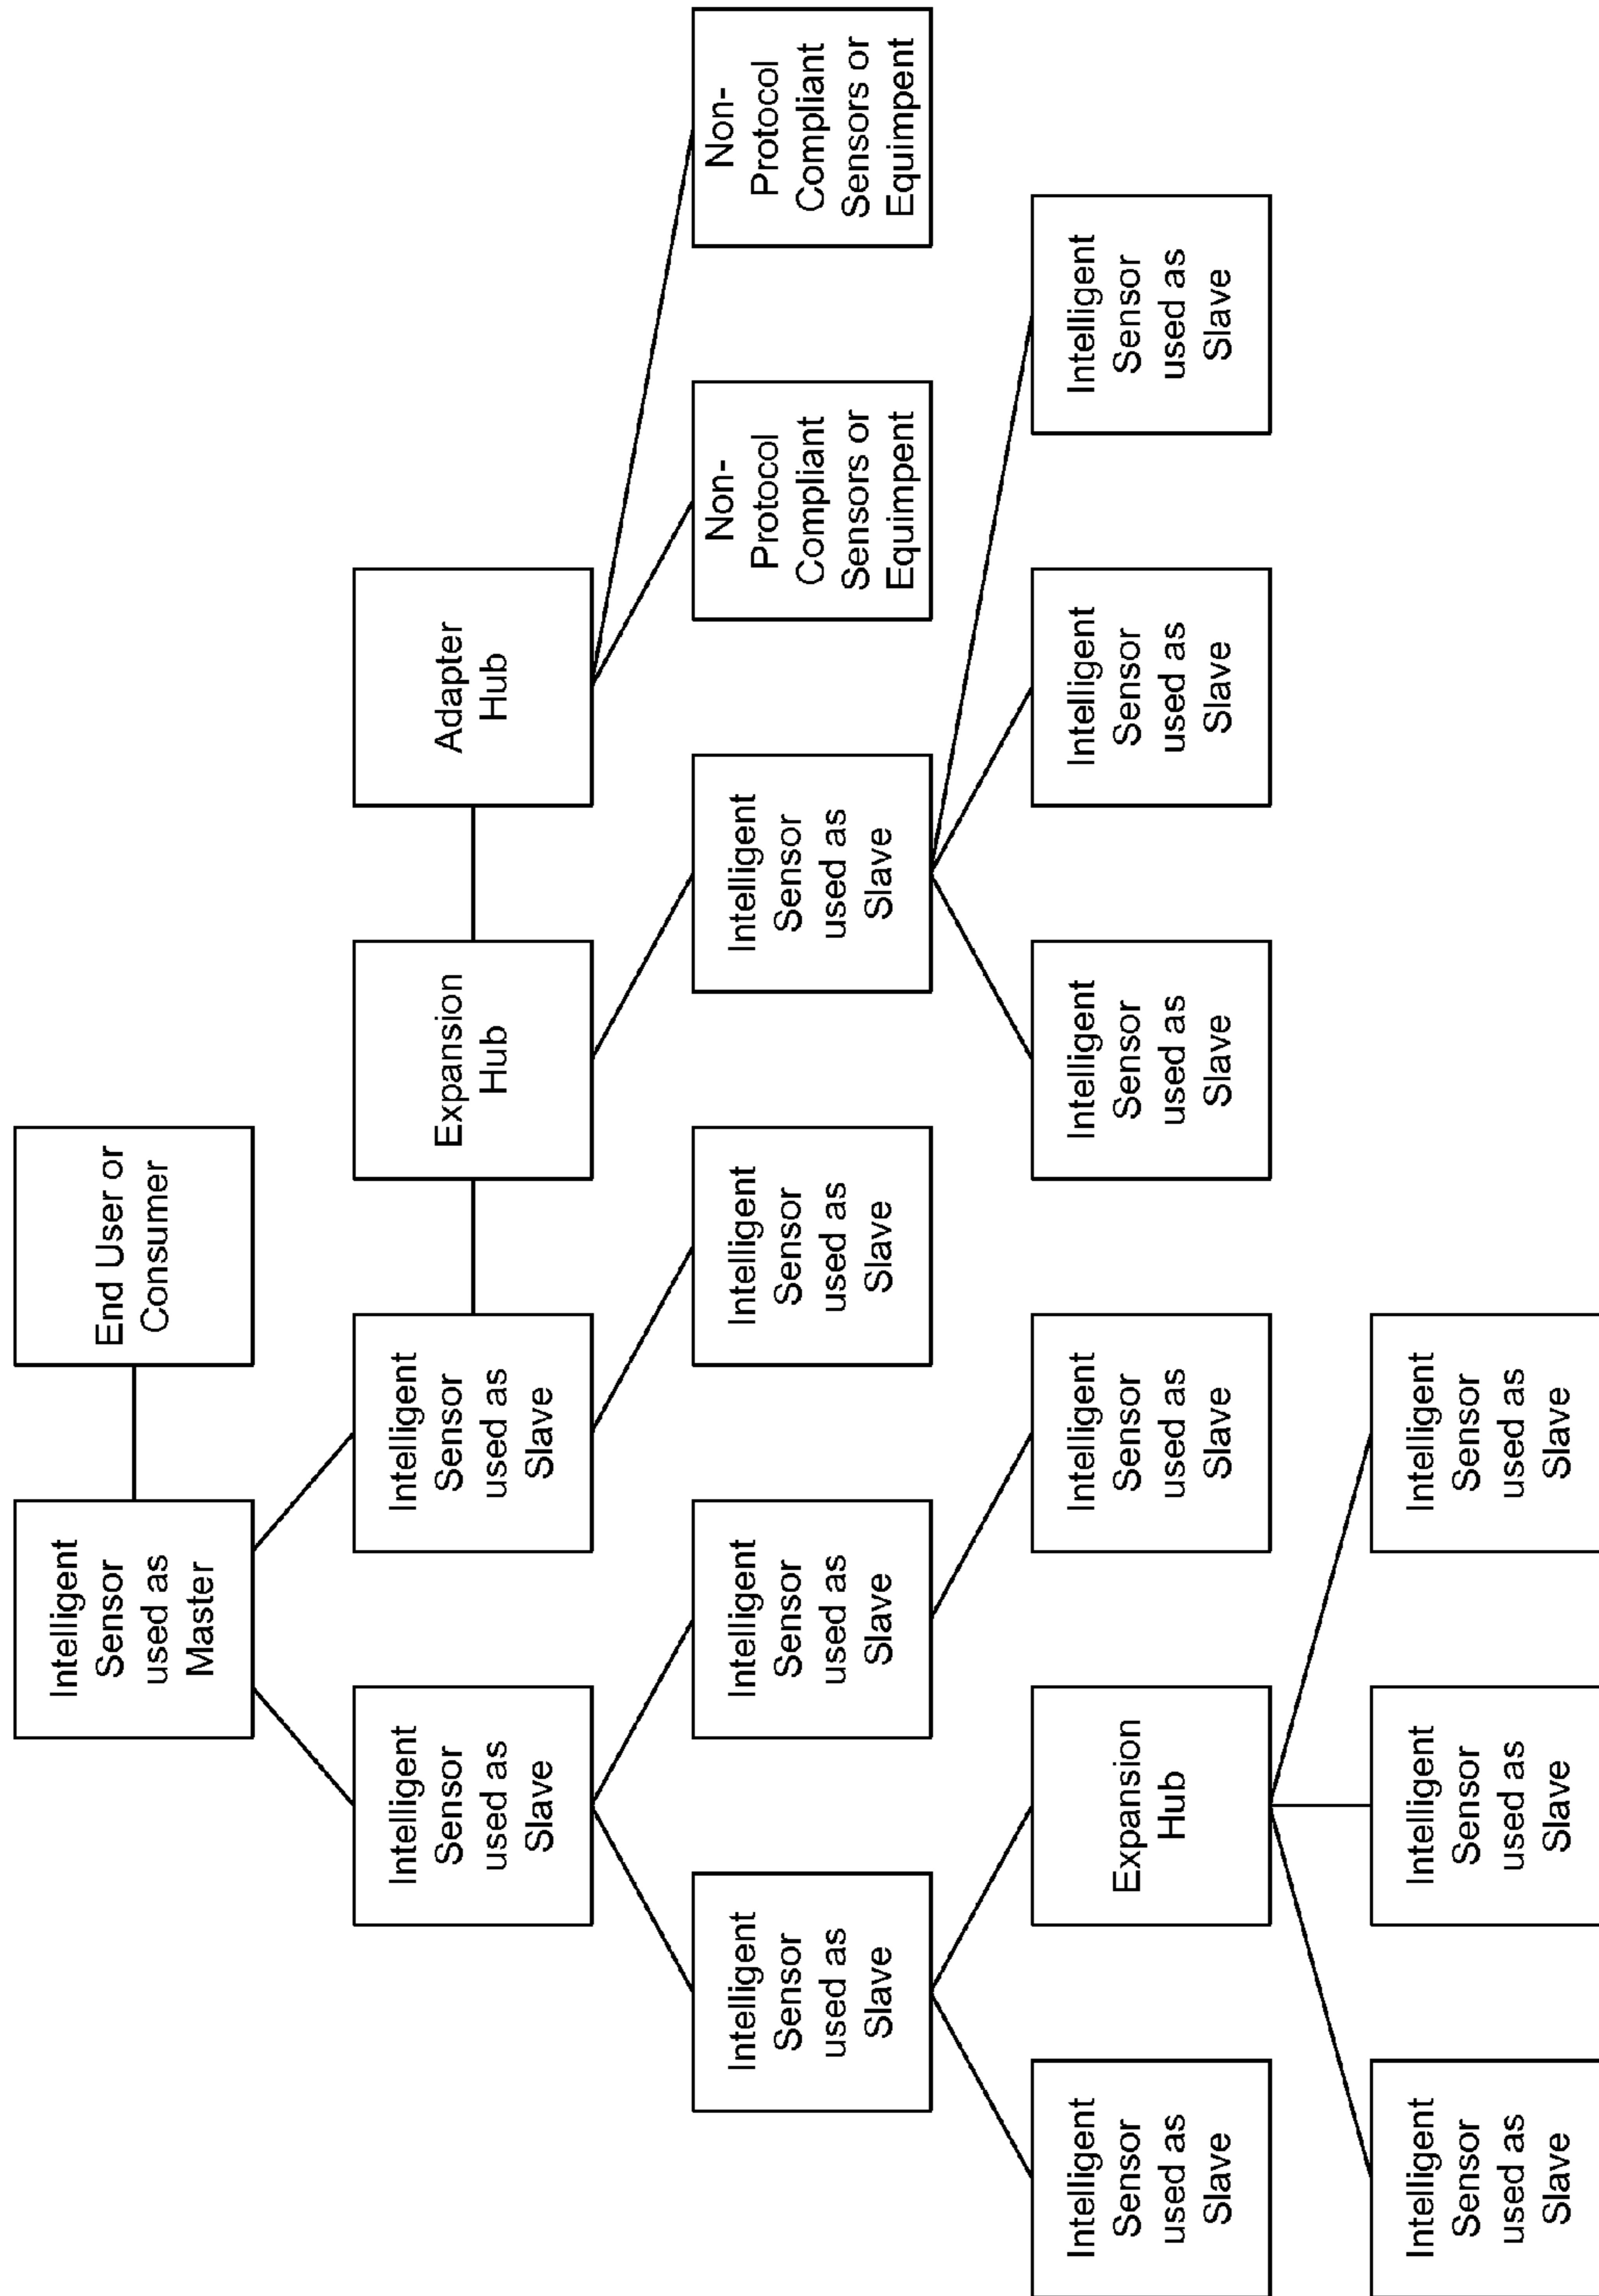 Intelligent
Sensor
used as
Master
End User or
Consumer
Intelligent
Sensor
used as
Slave
Intelligent
Sensor
used as
Slave
Expansion
Hub
Adapter
Hub
Intelligent
Sensor
used as
Slave
Intelligent
Sensor
used as
Slave
Intelligent
Sensor
used as
Slave
Intelligent
Sensor
used as
Slave
Non-
Protocol
Compliant
Sensors or
Equimpent
Non-
Protocol
Compliant
Sensors or
Equimpent
Intelligent
Sensor
used as
Slave
Expansion
Hub
Intelligent
Sensor
used as
Slave
Intelligent
Sensor
used as
Slave
Intelligent
Sensor
used as
Slave
Intelligent
Sensor
used as
Slave
Intelligent
Sensor
used as
Slave
Intelligent
Sensor
used as
Slave
Intelligent
Sensor
used as
Slave